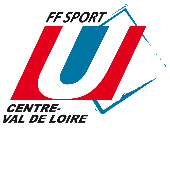 FF SPORT
U
CENTRE-
VAL DE LOIRE